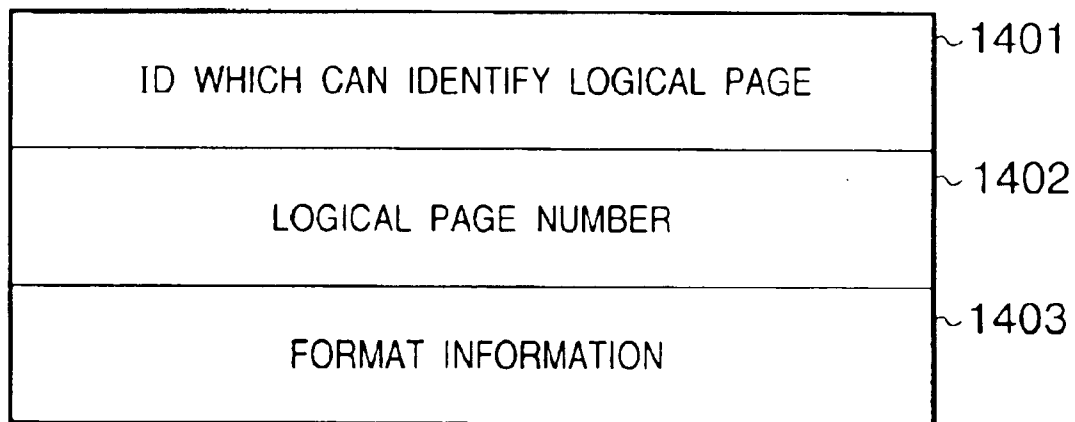 ID WHICH CAN IDENTIFY LOGICAL PAGE
1401
LOGICAL PAGE NUMBER
1402
FORMAT INFORMATION
1403